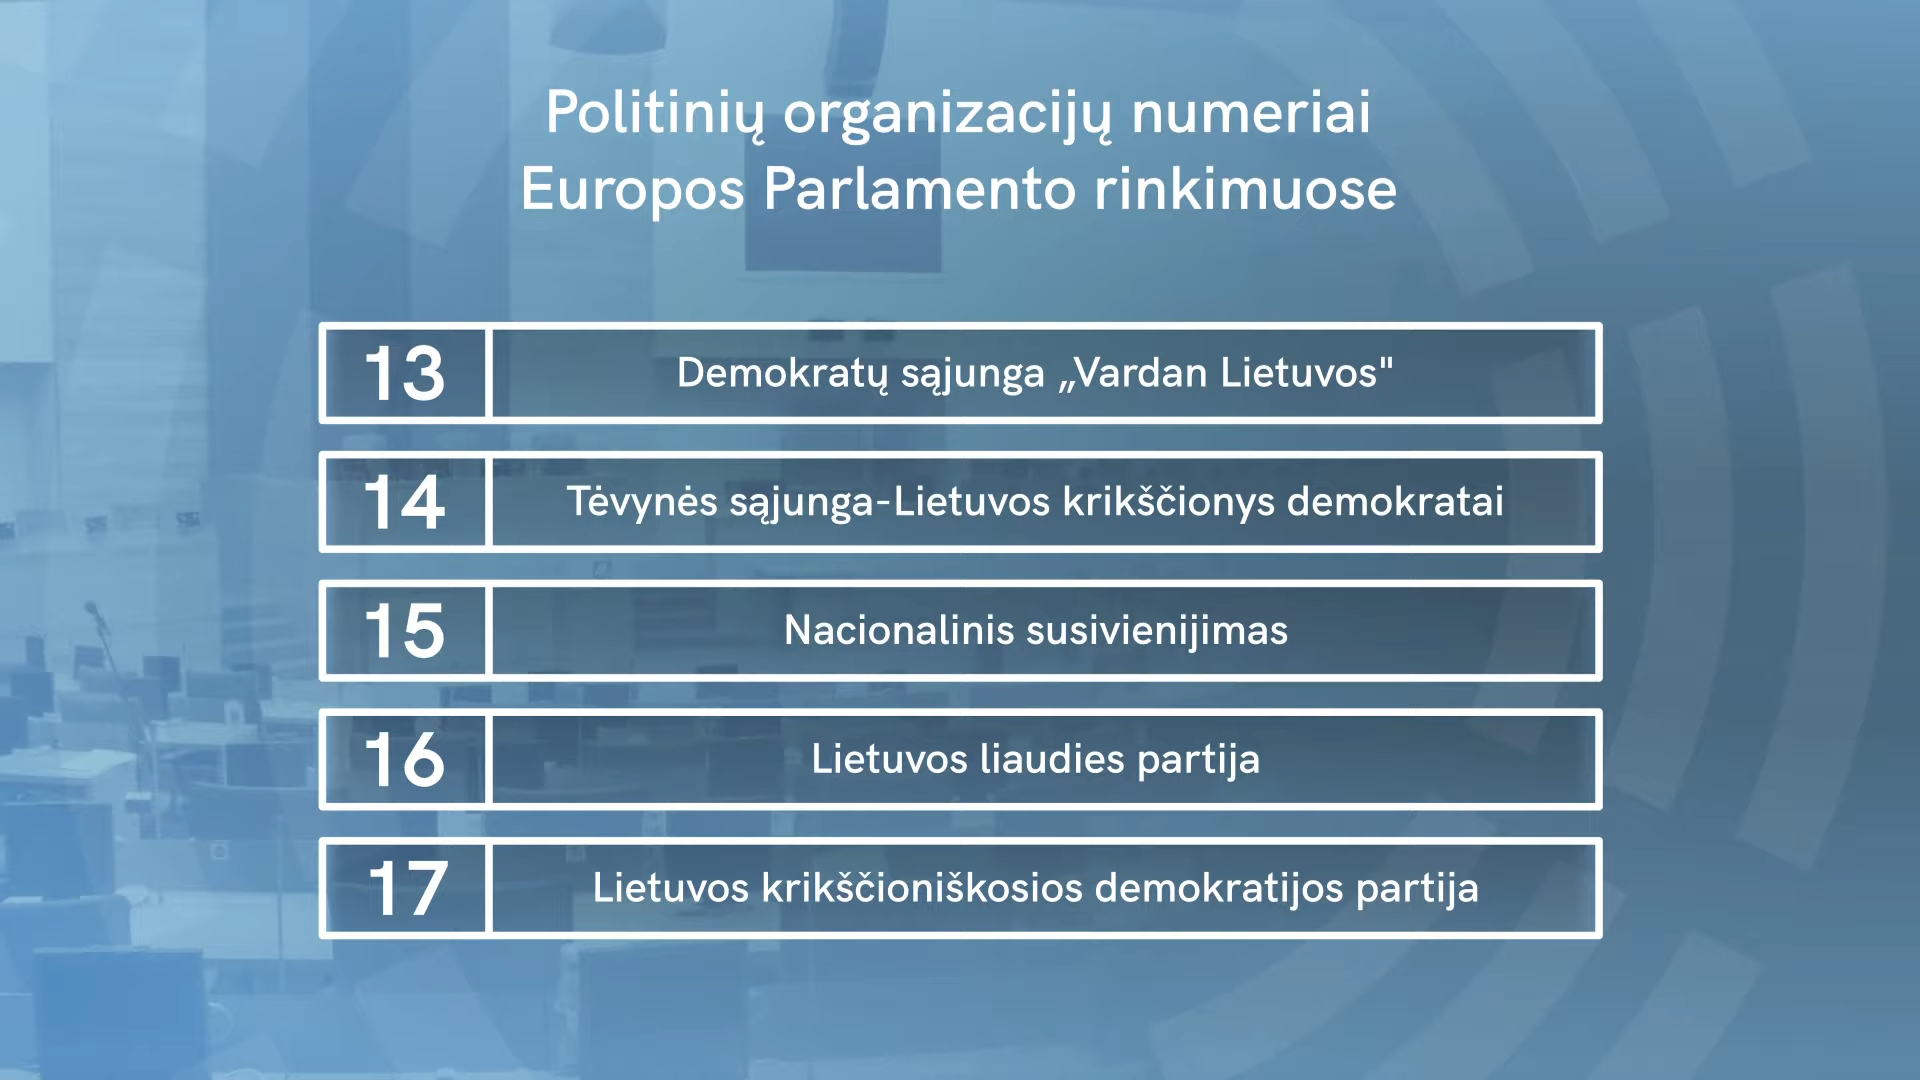 Politinių organizacijų numeriai
Europos Parlamento rinkimuose
13 Demokratų sąjunga „Vardan Lietuvos"
14 Tėvynės sąjunga-Lietuvos krikščionys demokratai
15 Nacionalinis susivienijimas
16 Lietuvos liaudies partija
17 Lietuvos krikščioniškosios demokratijos partija